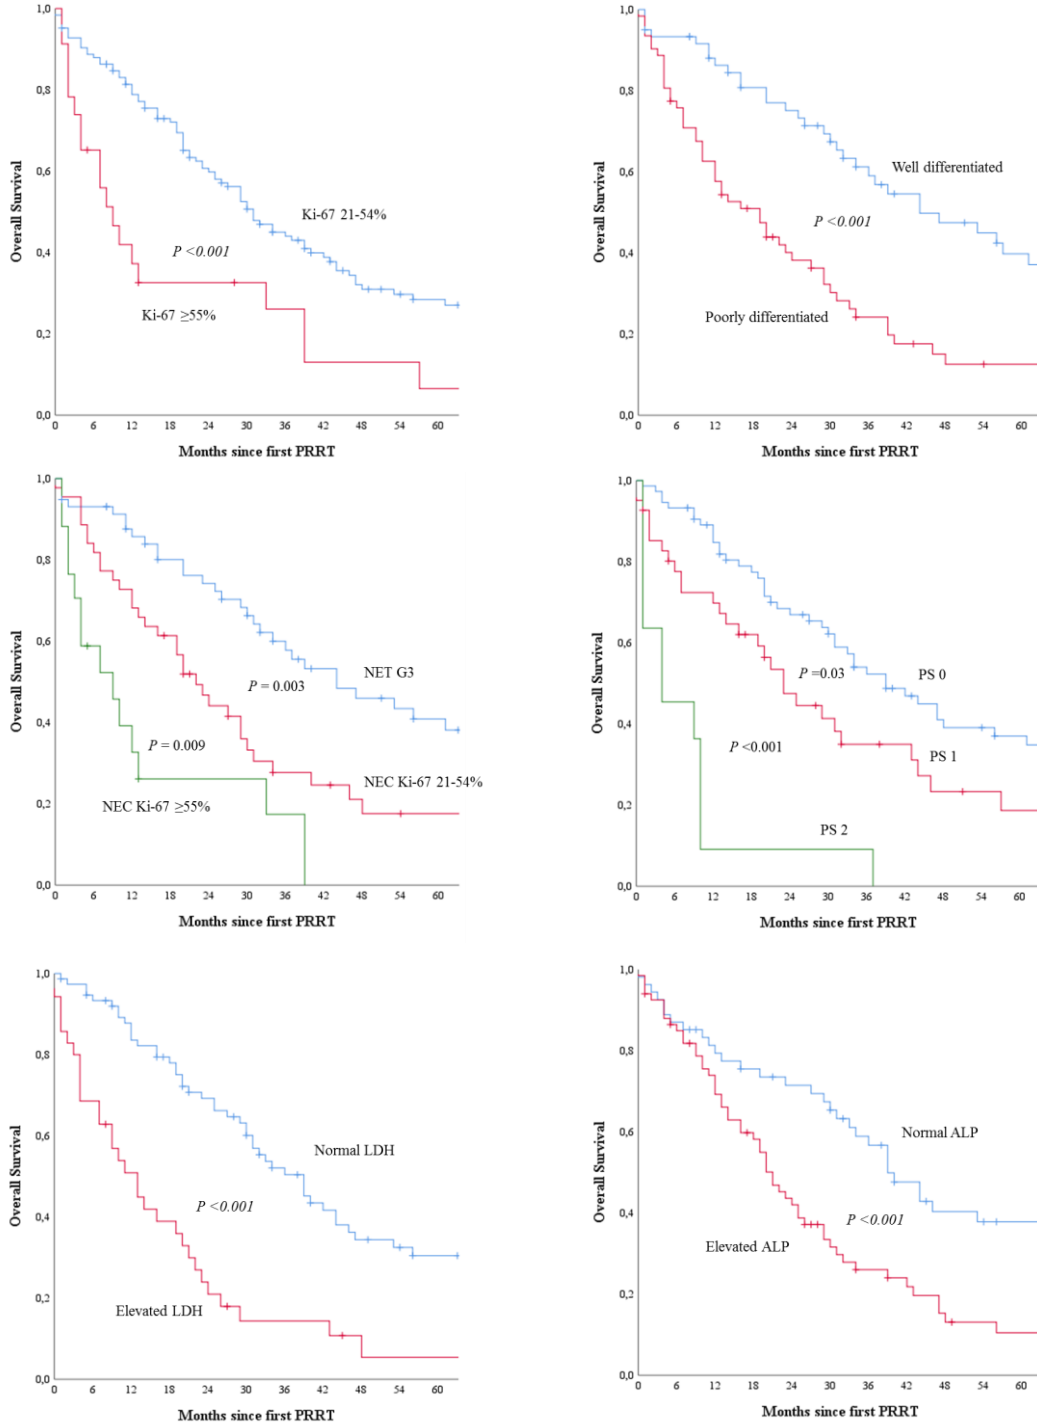 1,0
0,8
0,6
0,4
0,2
0,0
Overall Survival
Ki-67 21-54%
P <0.001
Ki-67 ≥55%
0 6 12 18 24 30 36 42 48 54 60
Months since first PRRT
1,0
0,8
0,6
0,4
0,2
0,0
Overall Survival
Well differentiated
P <0.001
Poorly differentiated
0 6 12 18 24 30 36 42 48 54 60
Months since first PRRT
1,0
0,8
0,6
0,4
0,2
0,0
Overall Survival
NET G3
P = 0.003
P = 0.009
NEC Ki-67 21-54%
NEC Ki-67 ≥55%
0 6 12 18 24 30 36 42 48 54 60
Months since first PRRT
1,0
0,8
0,6
0,4
0,2
0,0
Overall Survival
P =0.03
PS 0
P <0.001
PS 1
PS 2
0 6 12 18 24 30 36 42 48 54 60
Months since first PRRT
1,0
0,8
0,6
0,4
0,2
0,0
Overall Survival
Normal LDH
P <0.001
Elevated LDH
0 6 12 18 24 30 36 42 48 54 60
Months since first PRRT
1,0
0,8
0,6
0,4
0,2
0,0
Overall Survival
Normal ALP
P <0.001
Elevated ALP
0 6 12 18 24 30 36 42 48 54 60
Months since first PRRT